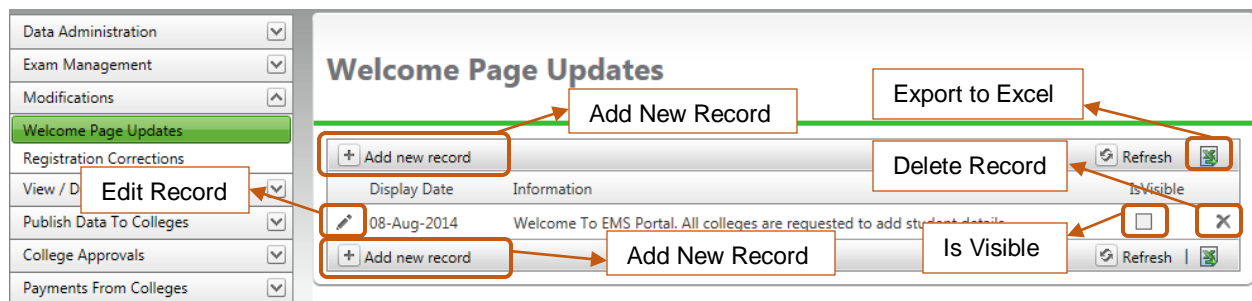 Data Administration
Exam Management
Modifications
Welcome Page Updates
Registration Corrections
View / D
Publish Data To Colleges
College Approvals
Payments From Colleges
Welcome Page Updates
Add New Record
Export to Excel
Add new record
Refresh
Delete Record
Edit Record
Display Date Information IsVisible
08-Aug-2014 Welcome To EMS Portal. All colleges are requested to add student details
Add new record
Add New Record
Is Visible
Refresh |